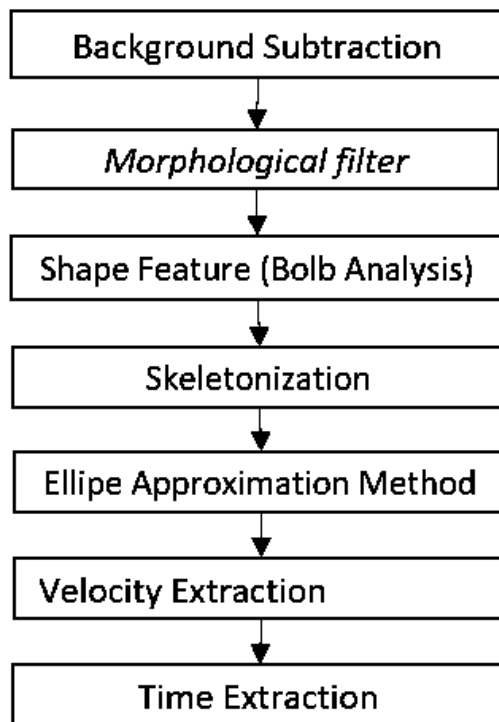 Background Subtraction
Morphological filter
Shape Feature (Bolb Analysis)
Skeletonization
Ellipe Approximation Method
Velocity Extraction
Time Extraction